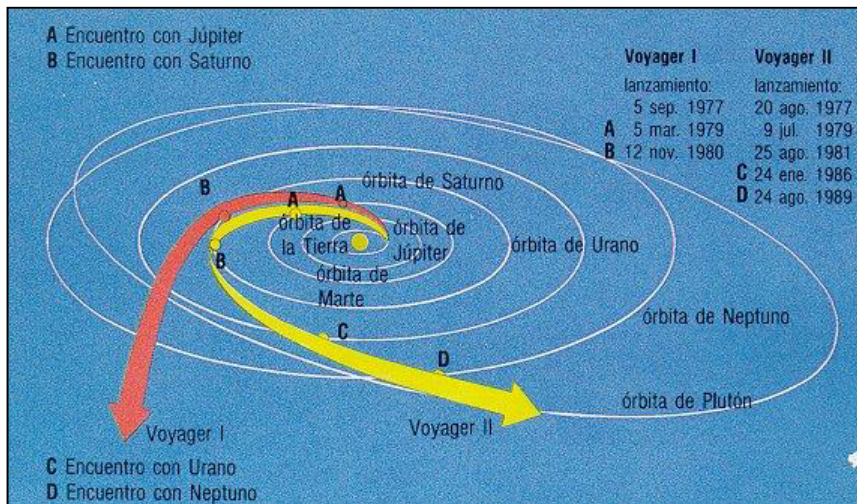 A Encuentro con Júpiter
B Encuentro con Saturno
Voyager I
lanzamiento:
5 sep. 1977
A 5 mar. 1979
B 12 nov. 1980
Voyager II
lanzamiento:
20 ago. 1977
9 jul. 1979
25 ago. 1981
C 24 ene. 1986
D 24 ago. 1989
órbita de Saturno
B
A
A
órbita de
la Tierra
órbita de
Júpiter
órbita de Urano
B
órbita de
Marte
órbita de Neptuno
C
D
órbita de Plutón
Voyager I
Voyager II
C Encuentro con Urano
D Encuentro con Neptuno